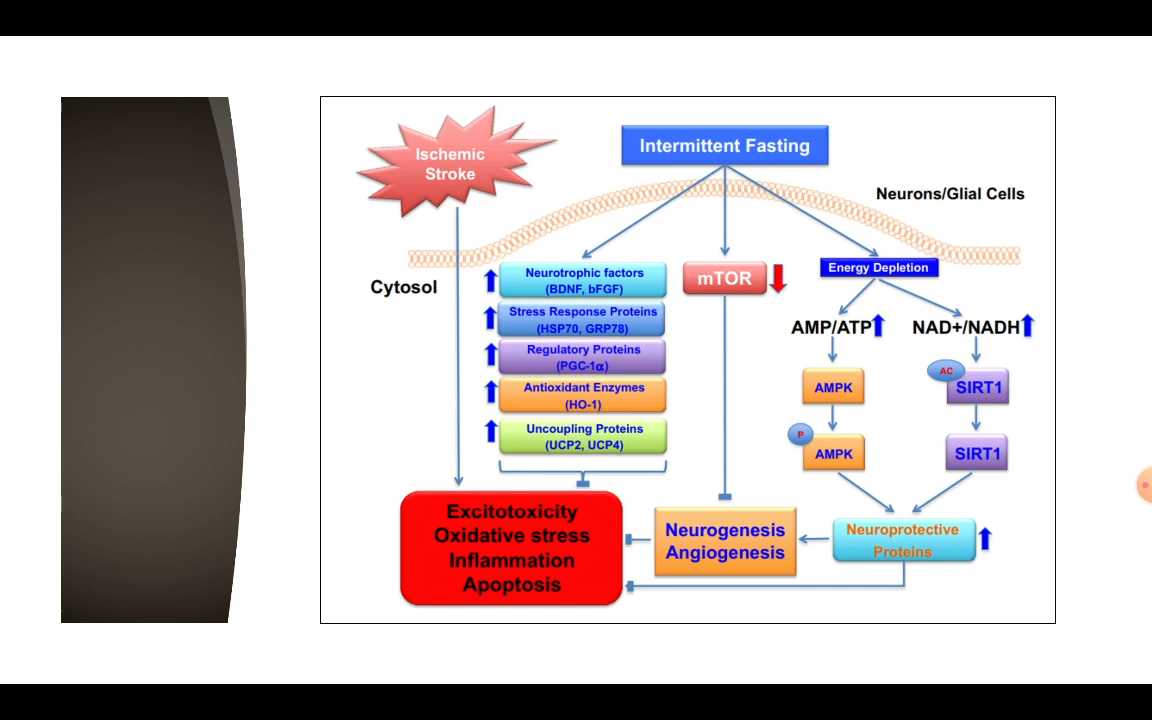 Ischemic
Stroke
Intermittent Fasting
Neurons/Glial Cells
Cytosol
Neurotrophic factors
(BDNF, bFGF)
Stress Response Proteins
(HSP70, GRP78)
Regulatory Proteins
(PGC-1α)
Antioxidant Enzymes
(HO-1)
Uncoupling Proteins
(UCP2, UCP4)
mTOR
Energy Depletion
AMP/ATP
NAD+/NADH
AMPK
AC
SIRT1
P
AMPK
SIRT1
Excitotoxicity
Oxidative stress
Inflammation
Apoptosis
Neurogenesis
Angiogenesis
Neuroprotective
Proteins